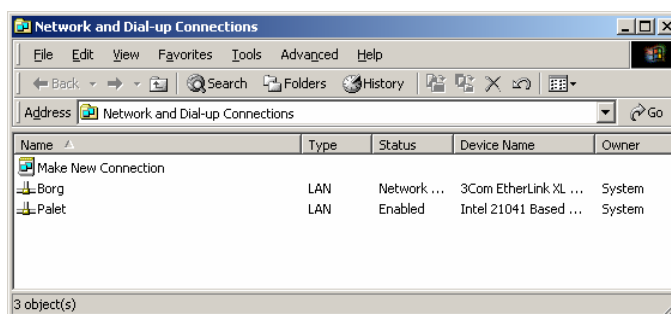 Network and Dial-up Connections
File Edit View Favorites Tools Advanced Help
Back Search Folders History
Address Network and Dial-up Connections Go
Name Type Status Device Name Owner
Make New Connection
Borg LAN Network ... 3Com EtherLink XL ... System
Palet LAN Enabled Intel 21041 Based ... System
3 object(s)